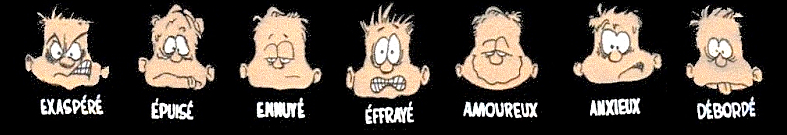 EXASPÉRÉ ÉPUISÉ ENNUYÉ ÉFFRAYÉ AMOUREUX ANXIEUX DÉBORDÉ